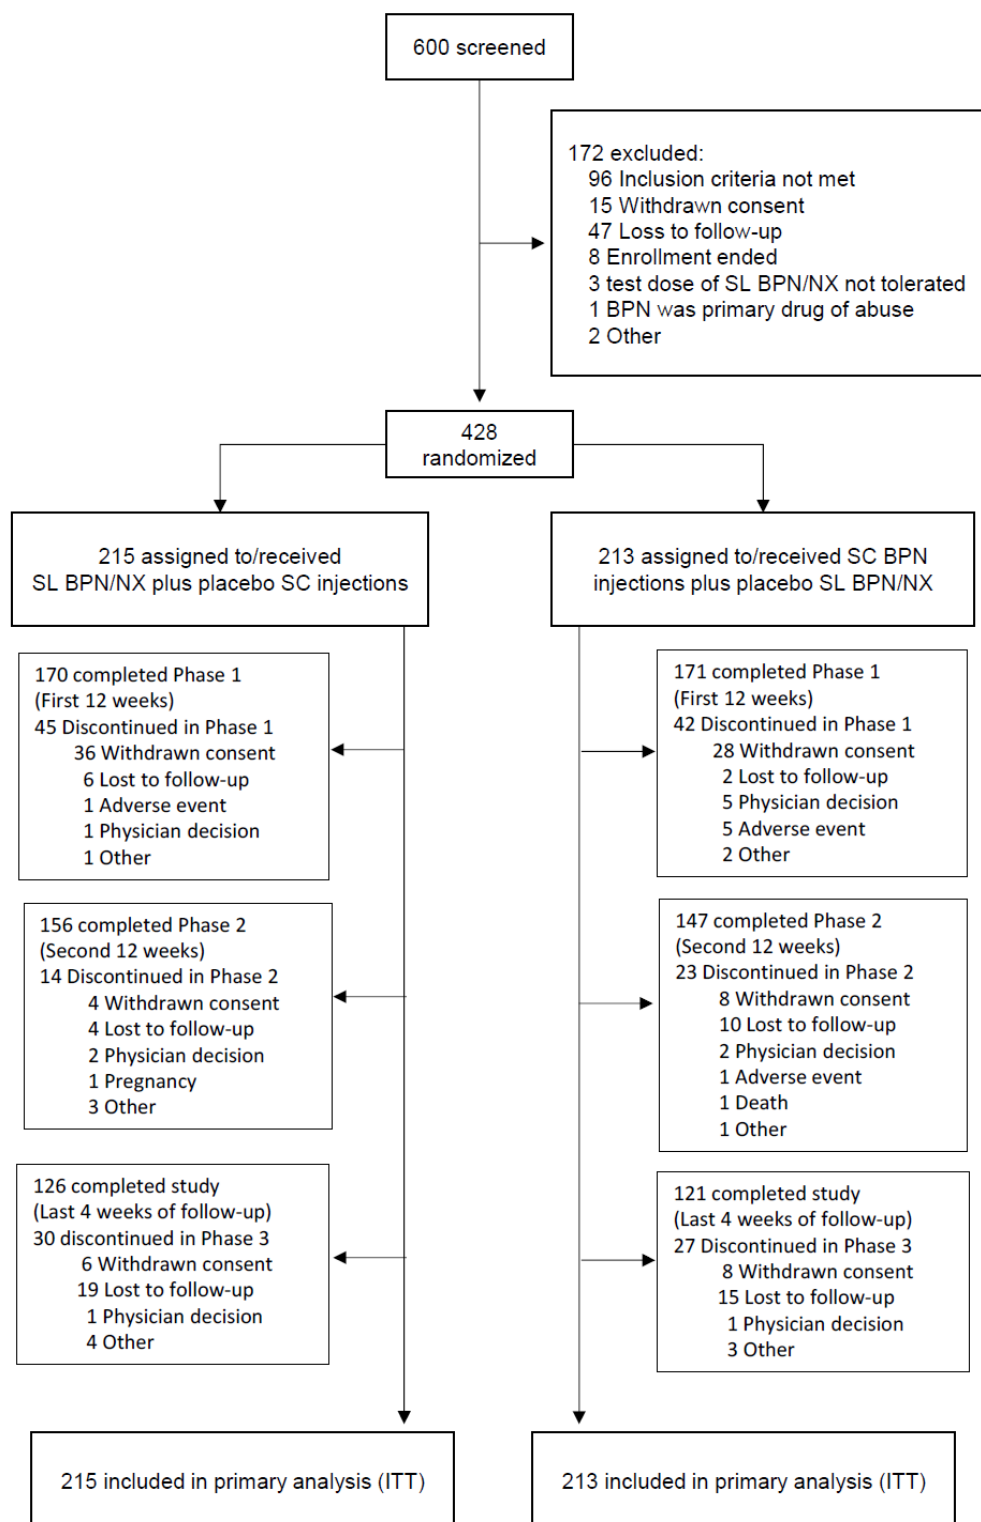 600 screened
172 excluded:
96 Inclusion criteria not met
15 Withdrawn consent
47 Loss to follow-up
8 Enrollment ended
3 test dose of SL BPN/NX not tolerated
1 BPN was primary drug of abuse
2 Other
428
randomized
215 assigned to/received
SL BPN/NX plus placebo SC injections
213 assigned to/received SC BPN
injections plus placebo SL BPN/NX
170 completed Phase 1
(First 12 weeks)
45 Discontinued in Phase 1
36 Withdrawn consent
6 Lost to follow-up
1 Adverse event
1 Physician decision
1 Other
171 completed Phase 1
(First 12 weeks)
42 Discontinued in Phase 1
28 Withdrawn consent
2 Lost to follow-up
5 Physician decision
5 Adverse event
2 Other
156 completed Phase 2
(Second 12 weeks)
14 Discontinued in Phase 2
4 Withdrawn consent
4 Lost to follow-up
2 Physician decision
1 Pregnancy
3 Other
147 completed Phase 2
(Second 12 weeks)
23 Discontinued in Phase 2
8 Withdrawn consent
10 Lost to follow-up
2 Physician decision
1 Adverse event
1 Death
1 Other
126 completed study
(Last 4 weeks of follow-up)
30 discontinued in Phase 3
6 Withdrawn consent
19 Lost to follow-up
1 Physician decision
4 Other
121 completed study
(Last 4 weeks of follow-up)
27 Discontinued in Phase 3
8 Withdrawn consent
15 Lost to follow-up
1 Physician decision
3 Other
215 included in primary analysis (ITT)
213 included in primary analysis (ITT)